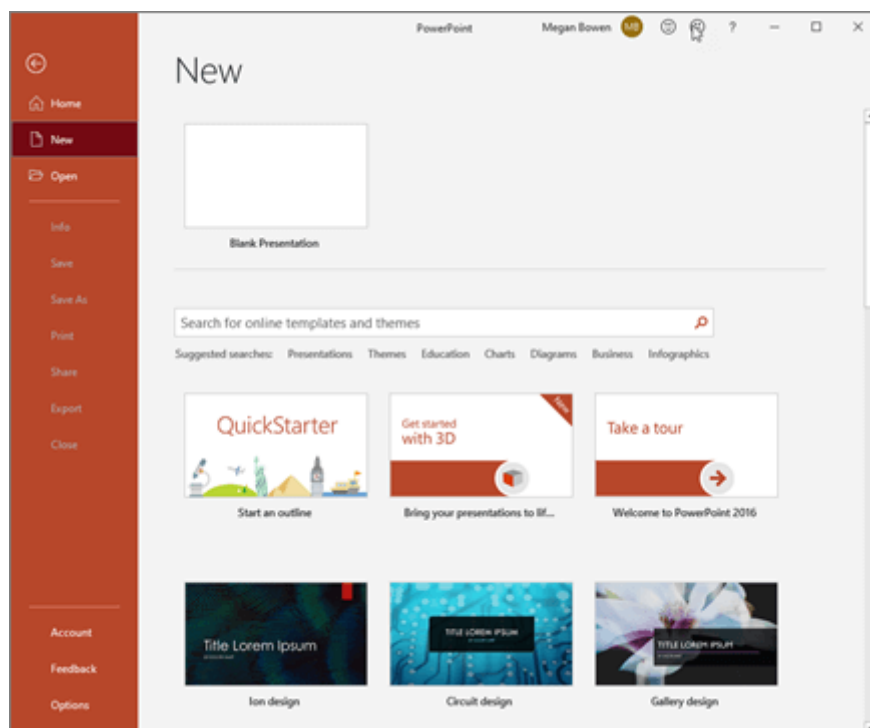 PowerPoint
Megan Bowen
MB
?
New
Home
New
Open
Info
Save
Save As
Print
Share
Export
Close
Account
Feedback
Options
Blank Presentation
Search for online templates and themes
Suggested searches: Presentations Themes Education Charts Diagrams Business Infographics
QuickStarter
Start an outline
Get started
with 3D
New
Bring your presentations to lif...
Take a tour
Welcome to PowerPoint 2016
Title Lorem Ipsum
Ion design
TITLE LOREM IPSUM
Circuit design
TITLE LOREM IPSUM
Gallery design